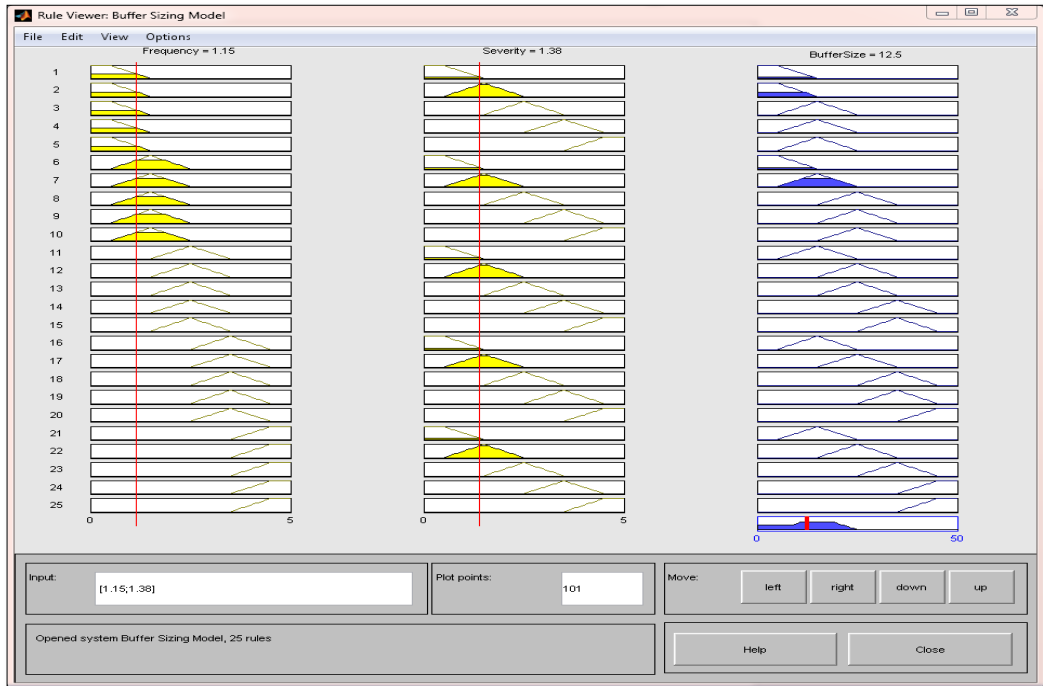 Rule Viewer: Buffer Sizing Model
File Edit View Options
Frequency = 1.15
Severity = 1.38
BufferSize = 12.5
1
2
3
4
5
6
7
8
9
10
11
12
13
14
15
16
17
18
19
20
21
22
23
24
25
0 5
0 5
0 50
Input:
[1.15;1.38]
Plot points:
101
Move:
left right down up
Opened system Buffer Sizing Model, 25 rules
Help Close